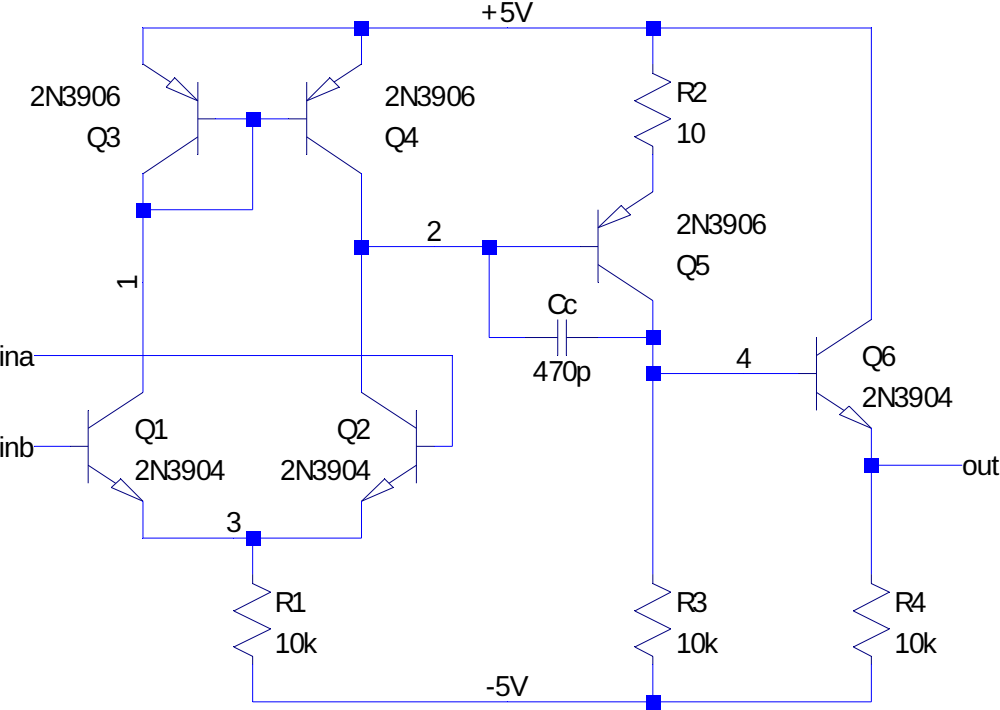 +5V
2N3906
Q3
2N3906
Q4
R2
10
2N3906
Q5
2
1
Cc
470p
ina
4
Q6
2N3904
inb
Q1
2N3904
Q2
2N3904
out
3
R1
10k
R3
10k
R4
10k
-5V